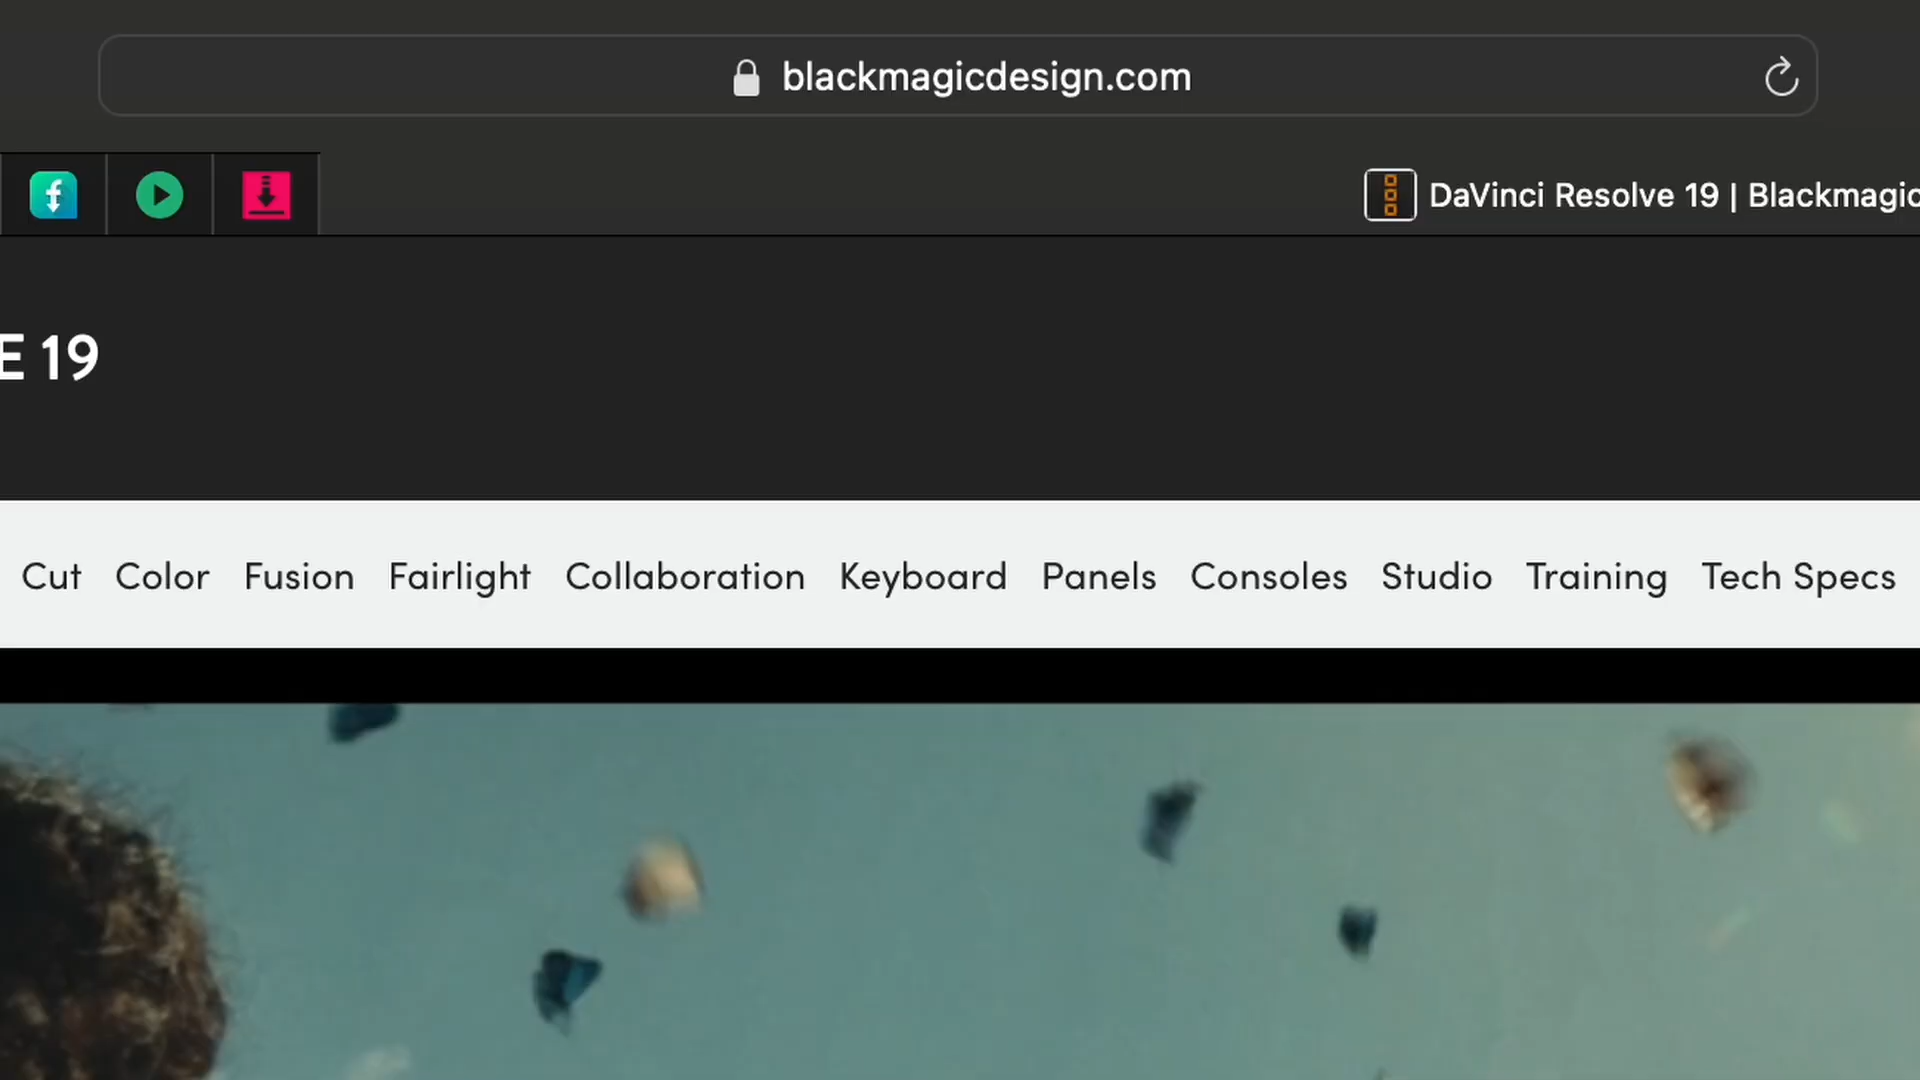 blackmagicdesign.com
DaVinci Resolve 19 | Blackmagic
E 19
Cut Color Fusion Fairlight Collaboration Keyboard Panels Consoles Studio Training Tech Specs